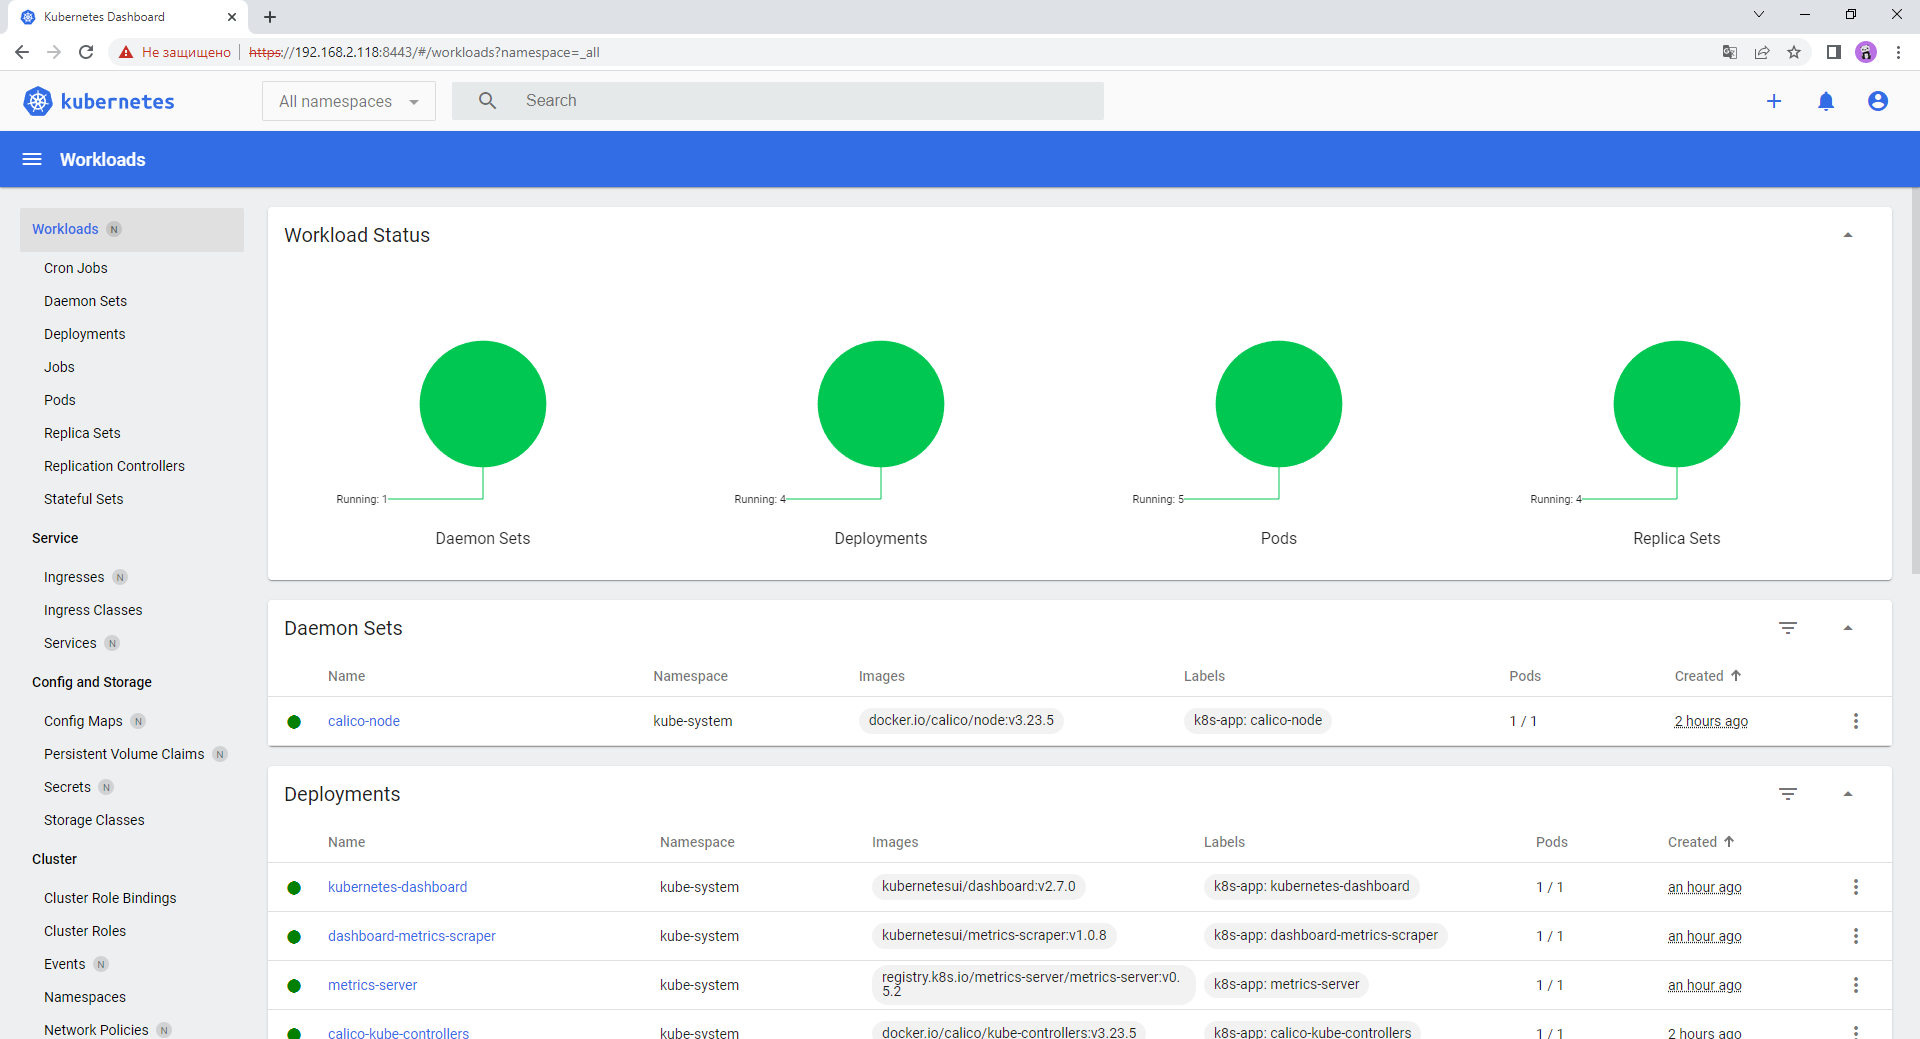 Kubernetes Dashboard
Не защищено
https://192.168.2.118:8443/#/workloads?namespace=_all
kubernetes
All namespaces
Search
Workloads
Workloads N
Cron Jobs
Daemon Sets
Deployments
Jobs
Pods
Replica Sets
Replication Controllers
Stateful Sets
Service
Ingresses N
Ingress Classes
Services N
Config and Storage
Config Maps N
Persistent Volume Claims N
Secrets N
Storage Classes
Cluster
Cluster Role Bindings
Cluster Roles
Events N
Namespaces
Network Policies N
Workload Status
Running: 1
Running: 4
Running: 5
Running: 4
Daemon Sets
Deployments
Pods
Replica Sets
Daemon Sets
Name Namespace Images Labels Pods Created
calico-node kube-system docker.io/calico/node:v3.23.5 k8s-app: calico-node 1 / 1 2 hours ago
Deployments
Name Namespace Images Labels Pods Created
kubernetes-dashboard kube-system kubernetesui/dashboard:v2.7.0 k8s-app: kubernetes-dashboard 1 / 1 an hour ago
dashboard-metrics-scraper kube-system kubernetesui/metrics-scraper:v1.0.8 k8s-app: dashboard-metrics-scraper 1 / 1 an hour ago
metrics-server kube-system registry.k8s.io/metrics-server/metrics-server:v0.
5.2 k8s-app: metrics-server 1 / 1 an hour ago
calico-kube-controllers kube-system docker.io/calico/kube-controllers:v3.23.5 k8s-app: calico-kube-controllers 1 / 1 2 hours ago